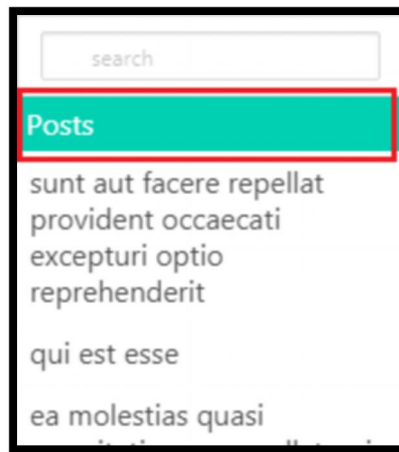 search
Posts
sunt aut facere repellat
provident occaecati
excepturi optio
reprehenderit
qui est esse
ea molestias quasi